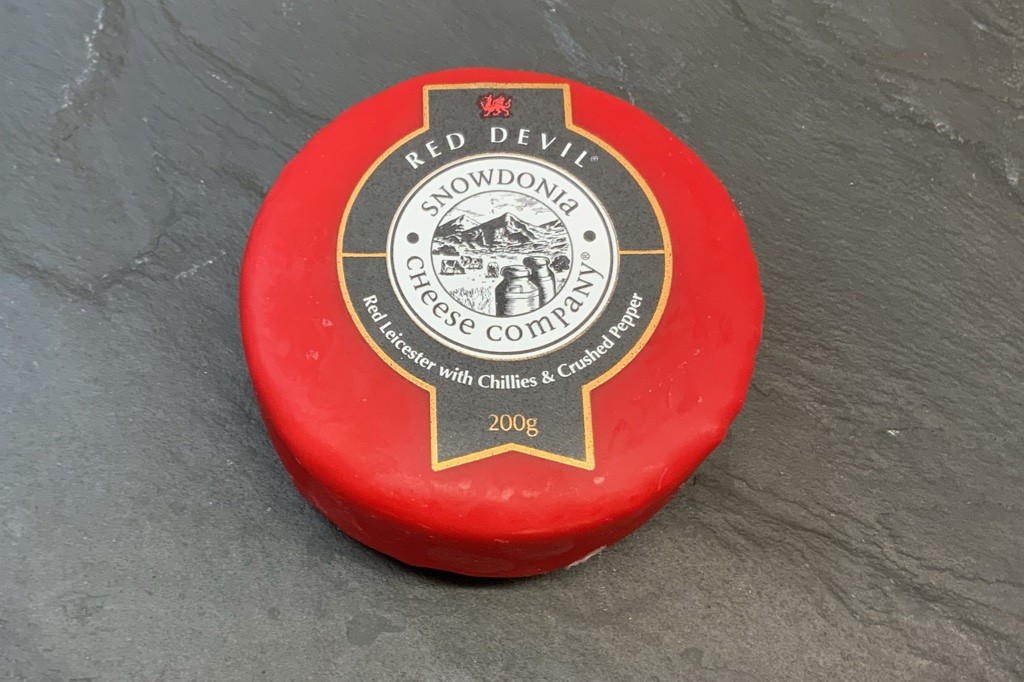 RED DEVIL®
SNOWDONIa
CHeese COMPANY®
Red Leicester with Chillies & Crushed Pepper
200g